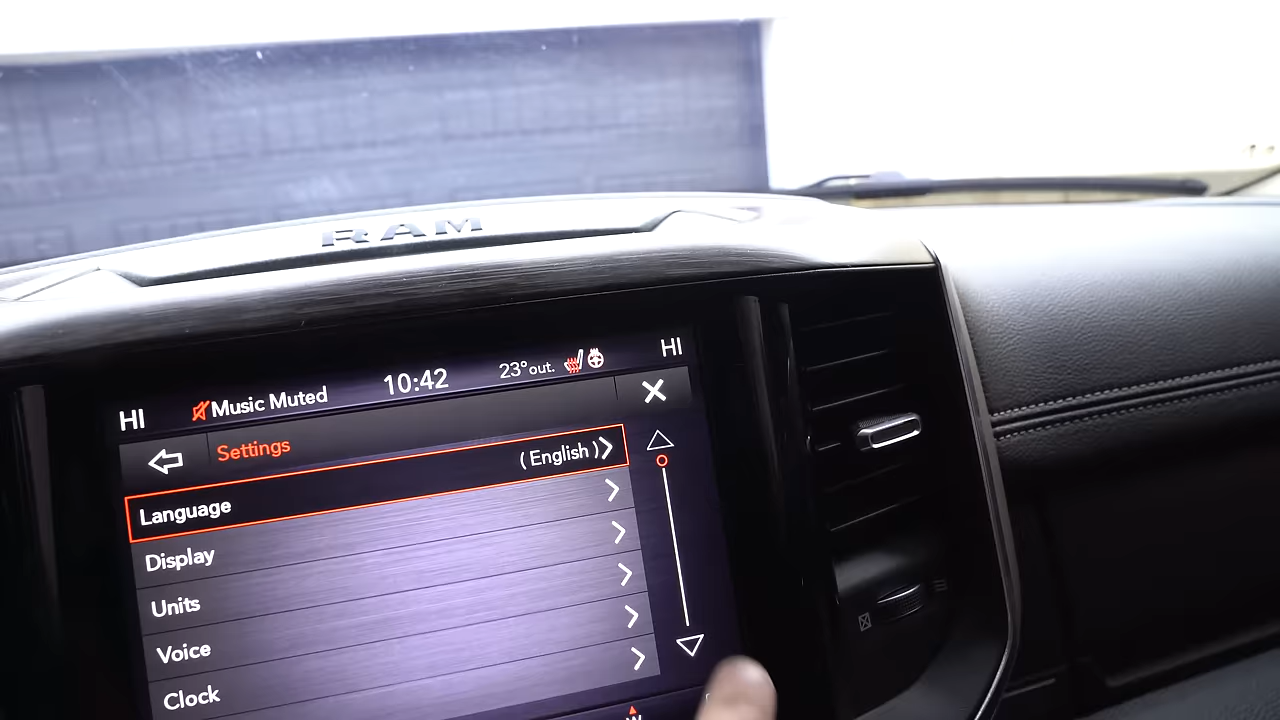 RAM
HI Music Muted 10:42 23° out. HI
Settings
Language (English)
Display
Units
Voice
Clock
W